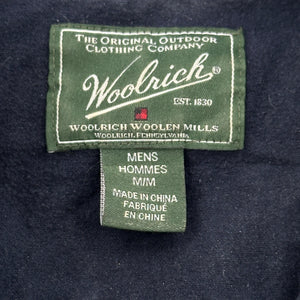 THE ORIGINAL OUTDOOR
CLOTHING COMPANY
Woolrich®
EST. 1830
WOOLRICH WOOLEN MILLS
WOOLRICH, PENNSYLVANIA
MENS
HOMMES
M/M
MADE IN CHINA
FABRIQUÉ
EN CHINE